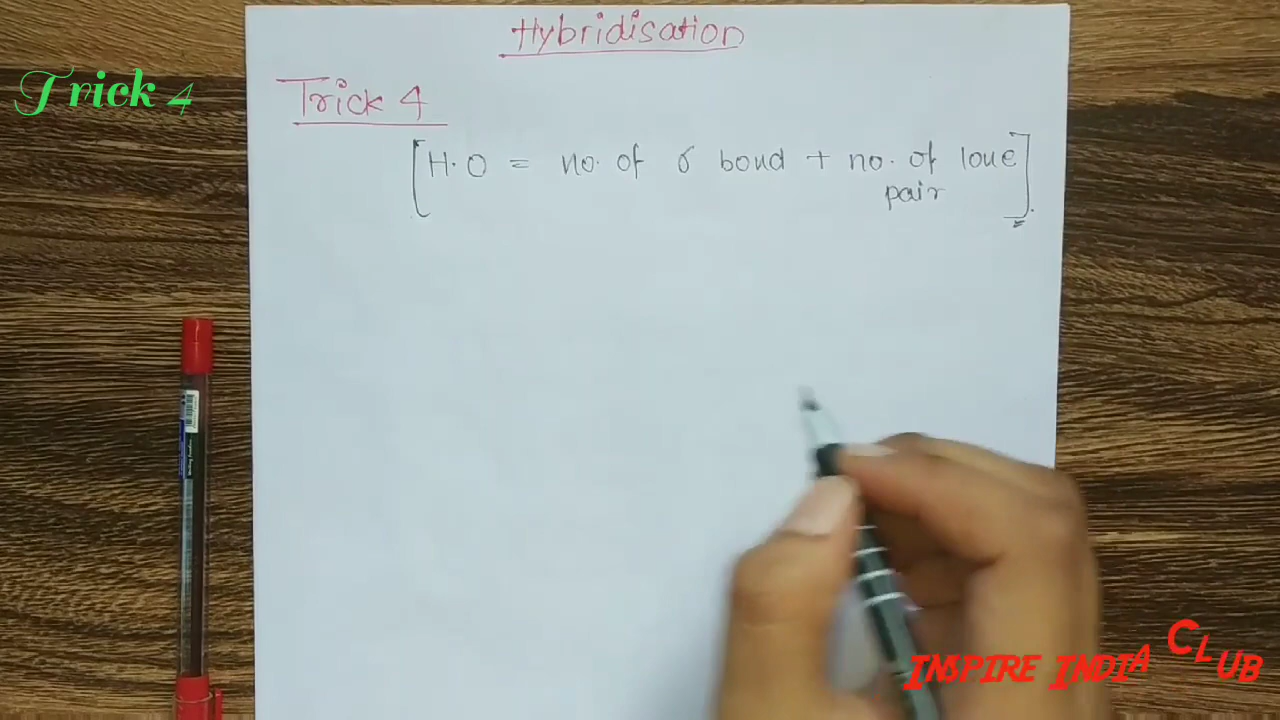 Hybridisation
Trick 4
Trick 4
[H.O = no. of σ bond + no. of lone
pair]
INSPIRE INDIA CLUB